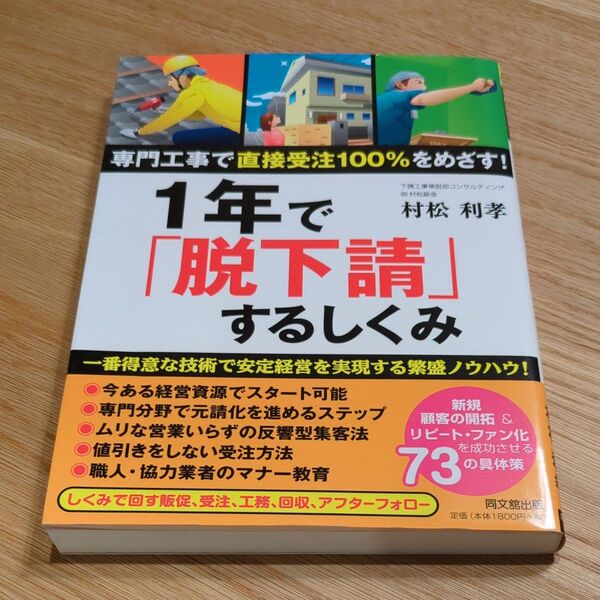 専門工事で直接受注100%をめざす!
下請工事業脱却コンサルティング
㈲村松鈑金
村松 利孝
1年で
「脱下請」
するしくみ
一番得意な技術で安定経営を実現する繁盛ノウハウ!
●今ある経営資源でスタート可能
●専門分野で元請化を進めるステップ
●ムリな営業いらずの反響型集客法
●値引きをしない受注方法
●職人・協力業者のマナー教育
新規
顧客の開拓 &
リピート・ファン化
を成功させる
73の具体策
しくみで回す販促、受注、工務、回収、アフターフォロー
同文舘出版
定価(本体1800円+税)